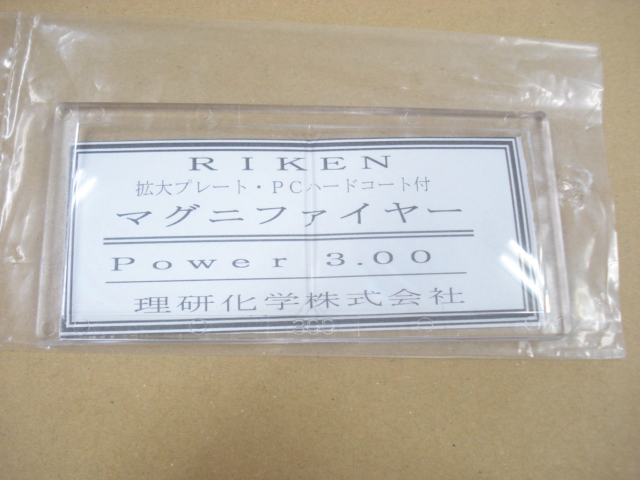 RIKEN
拡大プレート・PCハードコート付
マグニファイヤー
Power 3.00
理研化学株式会社
300